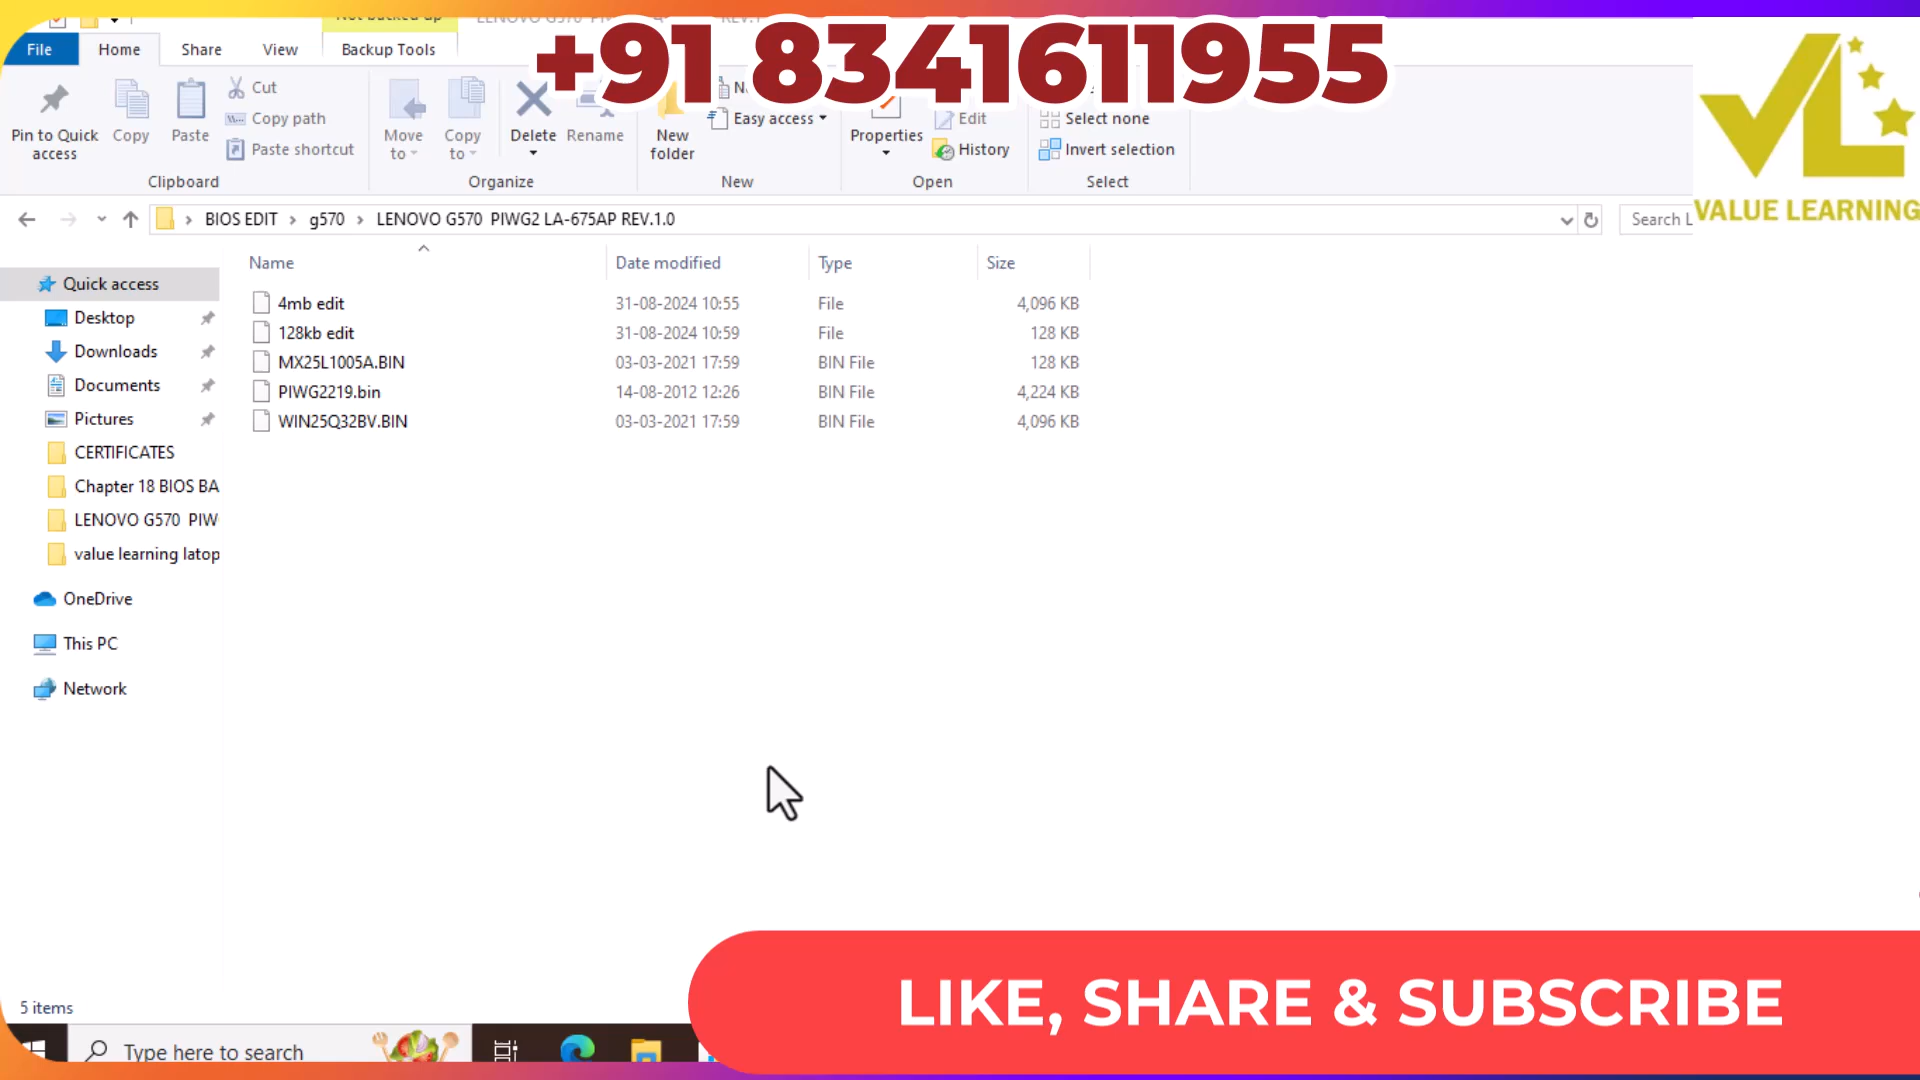 +91 8341611955
File Home Share View Backup Tools
Pin to Quick access
Copy
Paste
Cut
Copy path
Paste shortcut
Clipboard
Move to
Copy to
Delete
Rename
Organize
New folder
Easy access
New
Properties
Edit
History
Open
Select none
Invert selection
Select
VALUE LEARNING
BIOS EDIT > g570 > LENOVO G570 PIWG2 LA-675AP REV.1.0
Search L
Name Date modified Type Size
4mb edit 31-08-2024 10:55 File 4,096 KB
128kb edit 31-08-2024 10:59 File 128 KB
MX25L1005A.BIN 03-03-2021 17:59 BIN File 128 KB
PIWG2219.bin 14-08-2012 12:26 BIN File 4,224 KB
WIN25Q32BV.BIN 03-03-2021 17:59 BIN File 4,096 KB
Quick access
Desktop
Downloads
Documents
Pictures
CERTIFICATES
Chapter 18 BIOS BA
LENOVO G570 PIW
value learning latop
OneDrive
This PC
Network
5 items
Type here to search
LIKE, SHARE & SUBSCRIBE